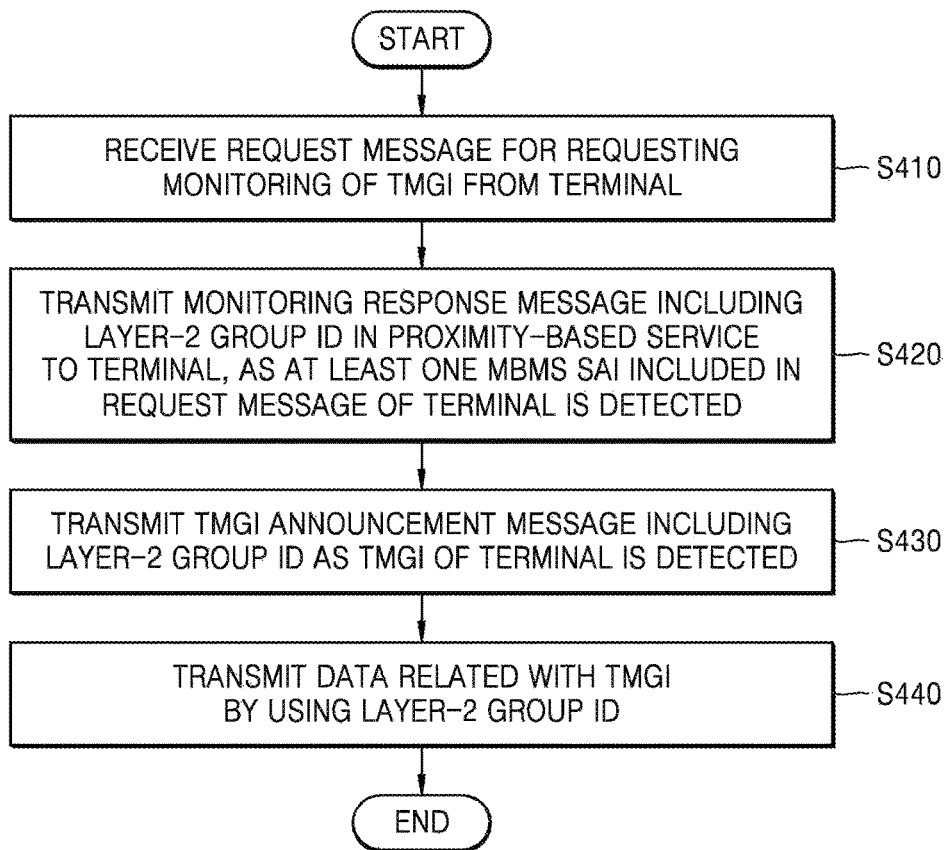 START
RECEIVE REQUEST MESSAGE FOR REQUESTING
MONITORING OF TMGI FROM TERMINAL
S410
TRANSMIT MONITORING RESPONSE MESSAGE INCLUDING
LAYER-2 GROUP ID IN PROXIMITY-BASED SERVICE
TO TERMINAL, AS AT LEAST ONE MBMS SAI INCLUDED IN
REQUEST MESSAGE OF TERMINAL IS DETECTED
S420
TRANSMIT TMGI ANNOUNCEMENT MESSAGE INCLUDING
LAYER-2 GROUP ID AS TMGI OF TERMINAL IS DETECTED
S430
TRANSMIT DATA RELATED WITH TMGI
BY USING LAYER-2 GROUP ID
S440
END